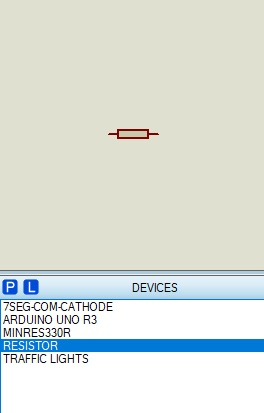 P L DEVICES
7SEG-COM-CATHODE
ARDUINO UNO R3
MINRES330R
RESISTOR
TRAFFIC LIGHTS